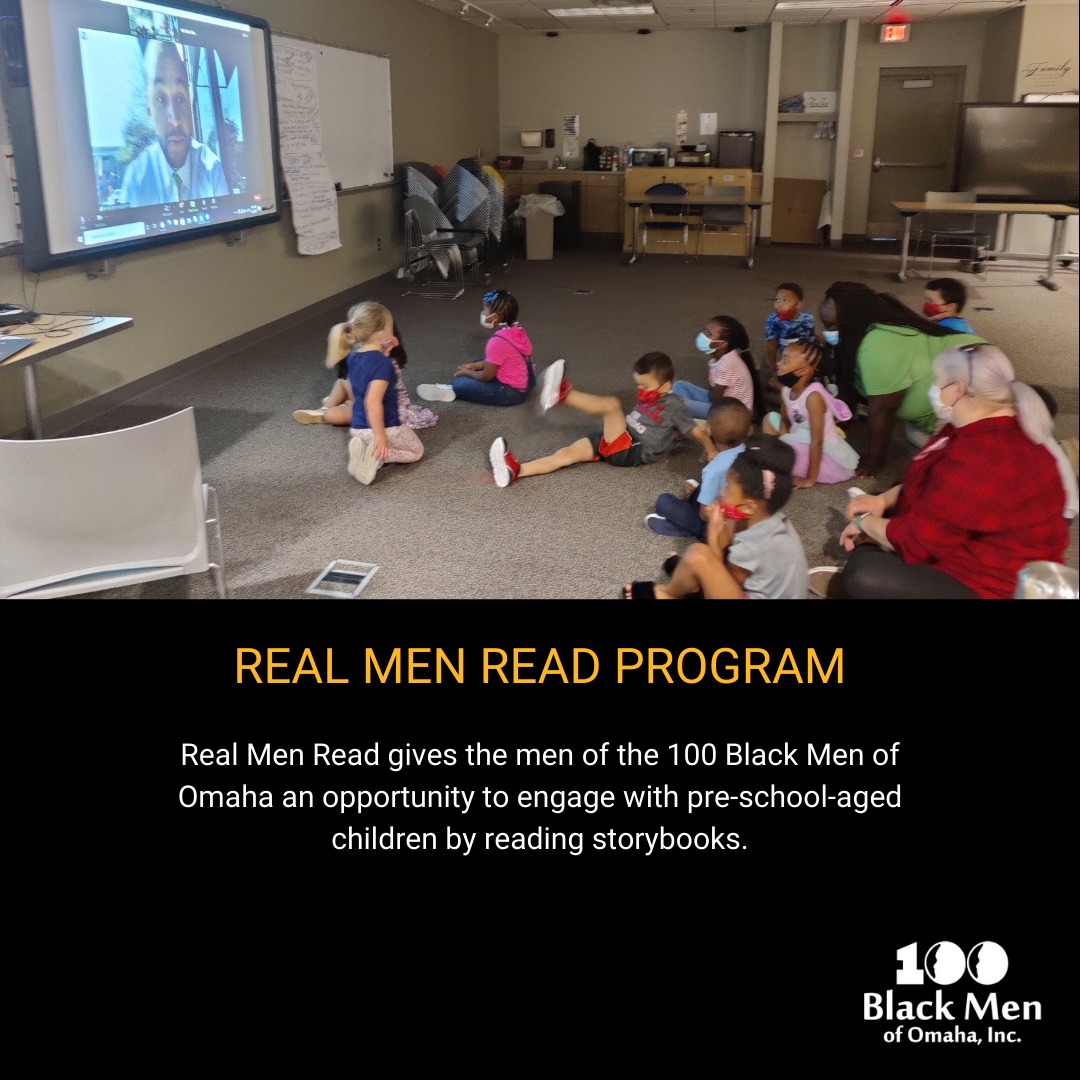 Family
REAL MEN READ PROGRAM
Real Men Read gives the men of the 100 Black Men of
Omaha an opportunity to engage with pre-school-aged
children by reading storybooks.
100
Black Men
of Omaha, Inc.